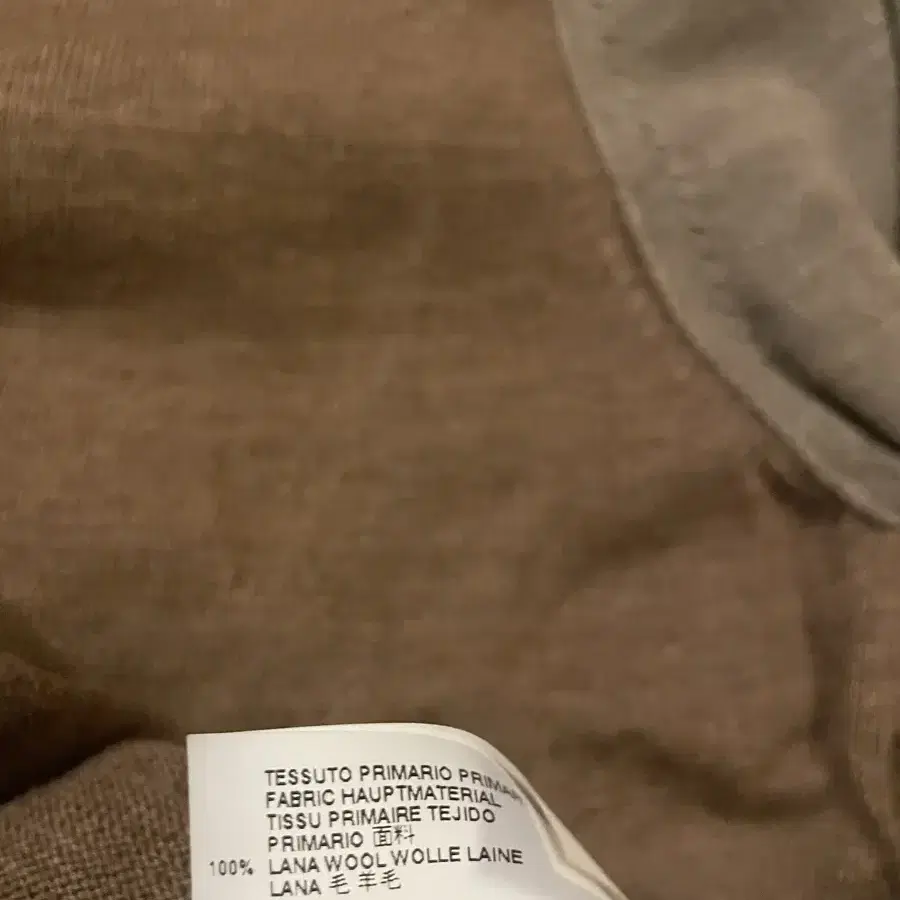 TESSUTO PRIMARIO PRIMARY
FABRIC HAUPTMATERIAL
TISSU PRIMAIRE TEJIDO
PRIMARIO 面料
100% LANA WOOL WOLLE LAINE
LANA 毛 羊毛